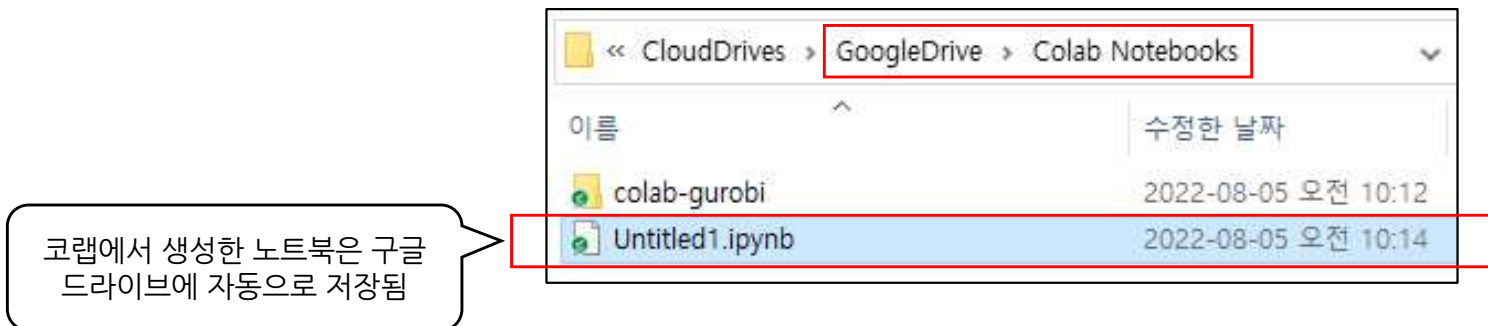 « CloudDrives > GoogleDrive > Colab Notebooks
이름 수정한 날짜
colab-gurobi 2022-08-05 오전 10:12
Untitled1.ipynb 2022-08-05 오전 10:14
코랩에서 생성한 노트북은 구글
드라이브에 자동으로 저장됨